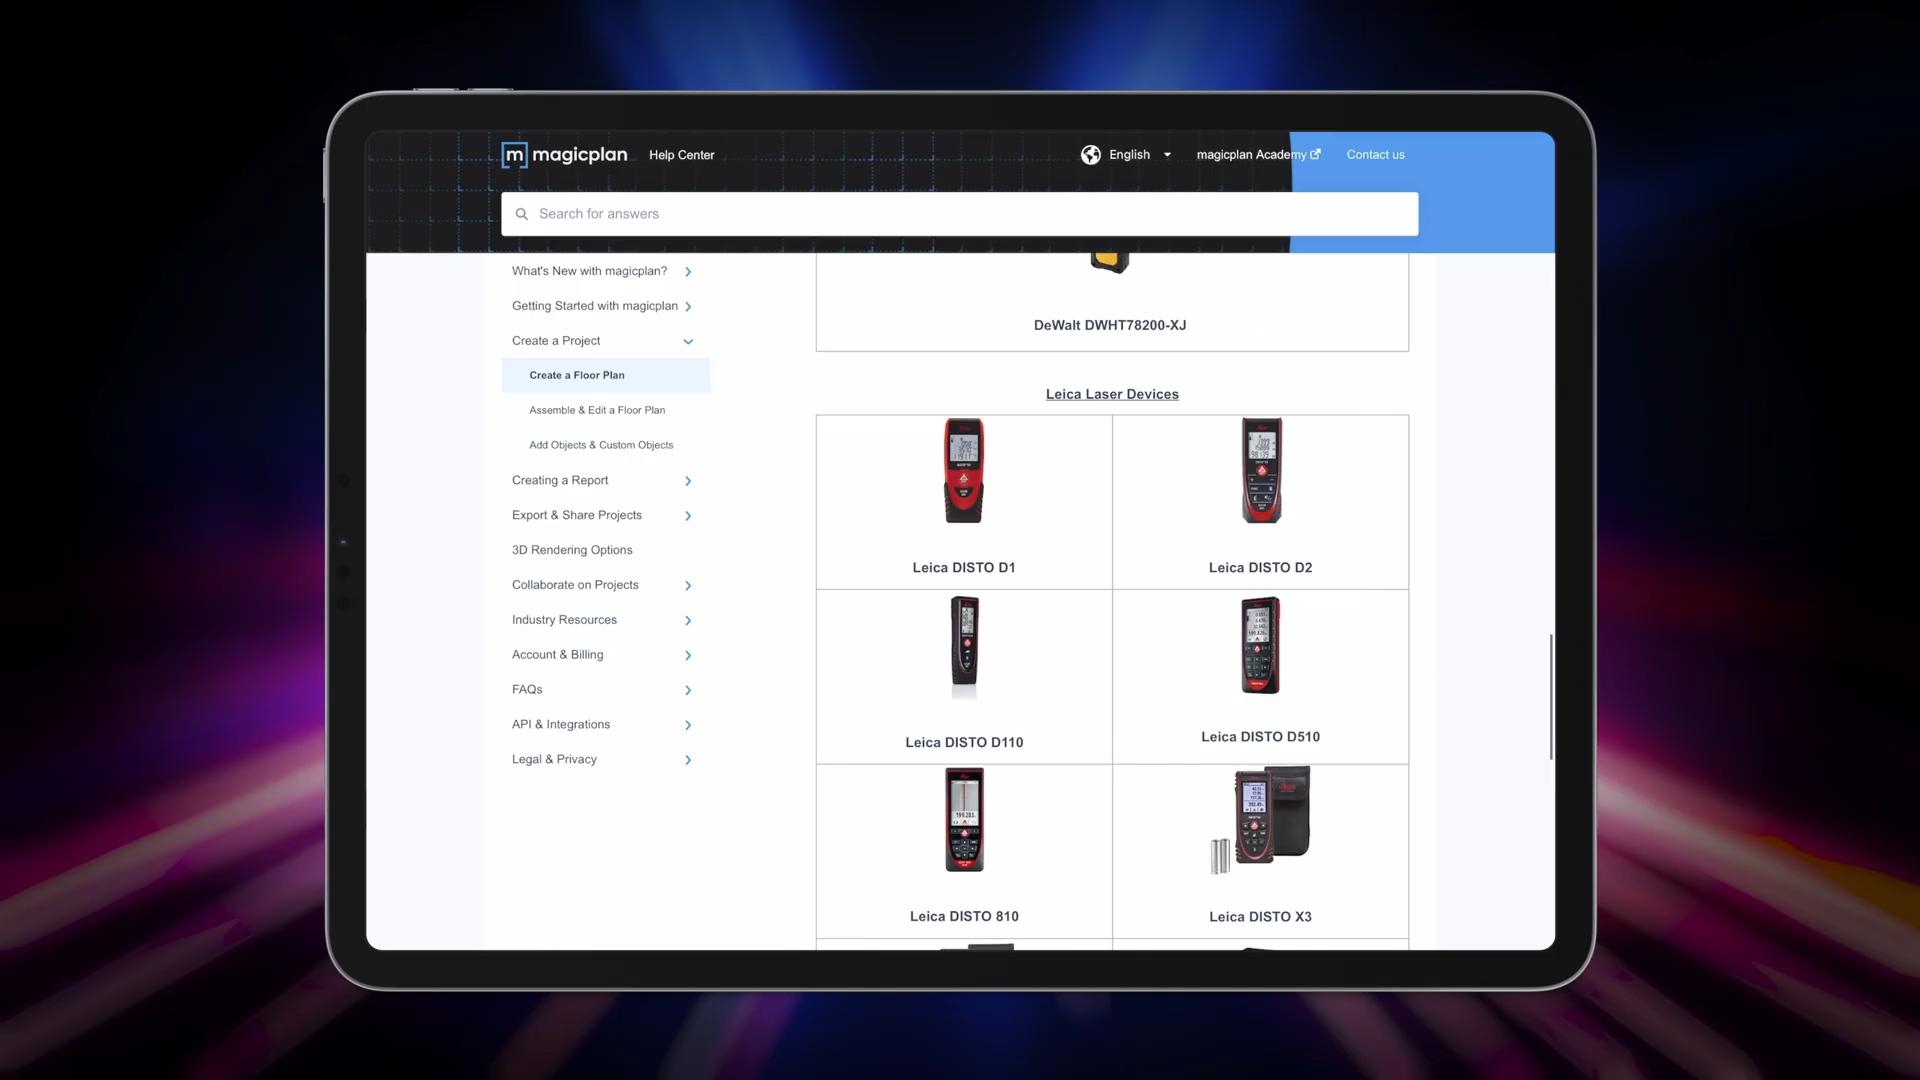 magicplan
Help Center
English
magicplan Academy
Contact us
Search for answers
What's New with magicplan?
Getting Started with magicplan
Create a Project
Create a Floor Plan
Assemble & Edit a Floor Plan
Add Objects & Custom Objects
Creating a Report
Export & Share Projects
3D Rendering Options
Collaborate on Projects
Industry Resources
Account & Billing
FAQs
API & Integrations
Legal & Privacy
DeWalt DWHT78200-XJ
Leica Laser Devices
Leica DISTO D1
Leica DISTO D2
Leica DISTO D110
Leica DISTO D510
Leica DISTO 810
Leica DISTO X3